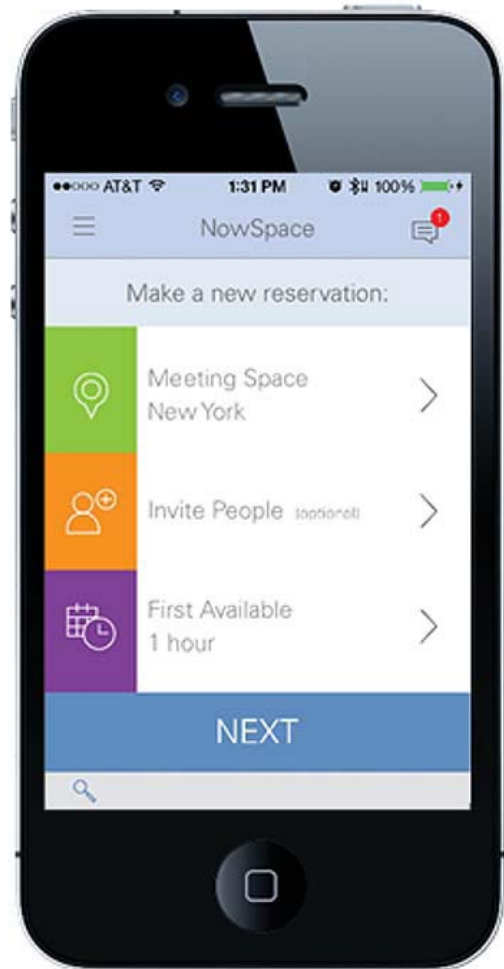 AT&T 1:31 PM 100%
NowSpace 1
Make a new reservation:
Meeting Space
New York
Invite People (optional)
First Available
1 hour
NEXT